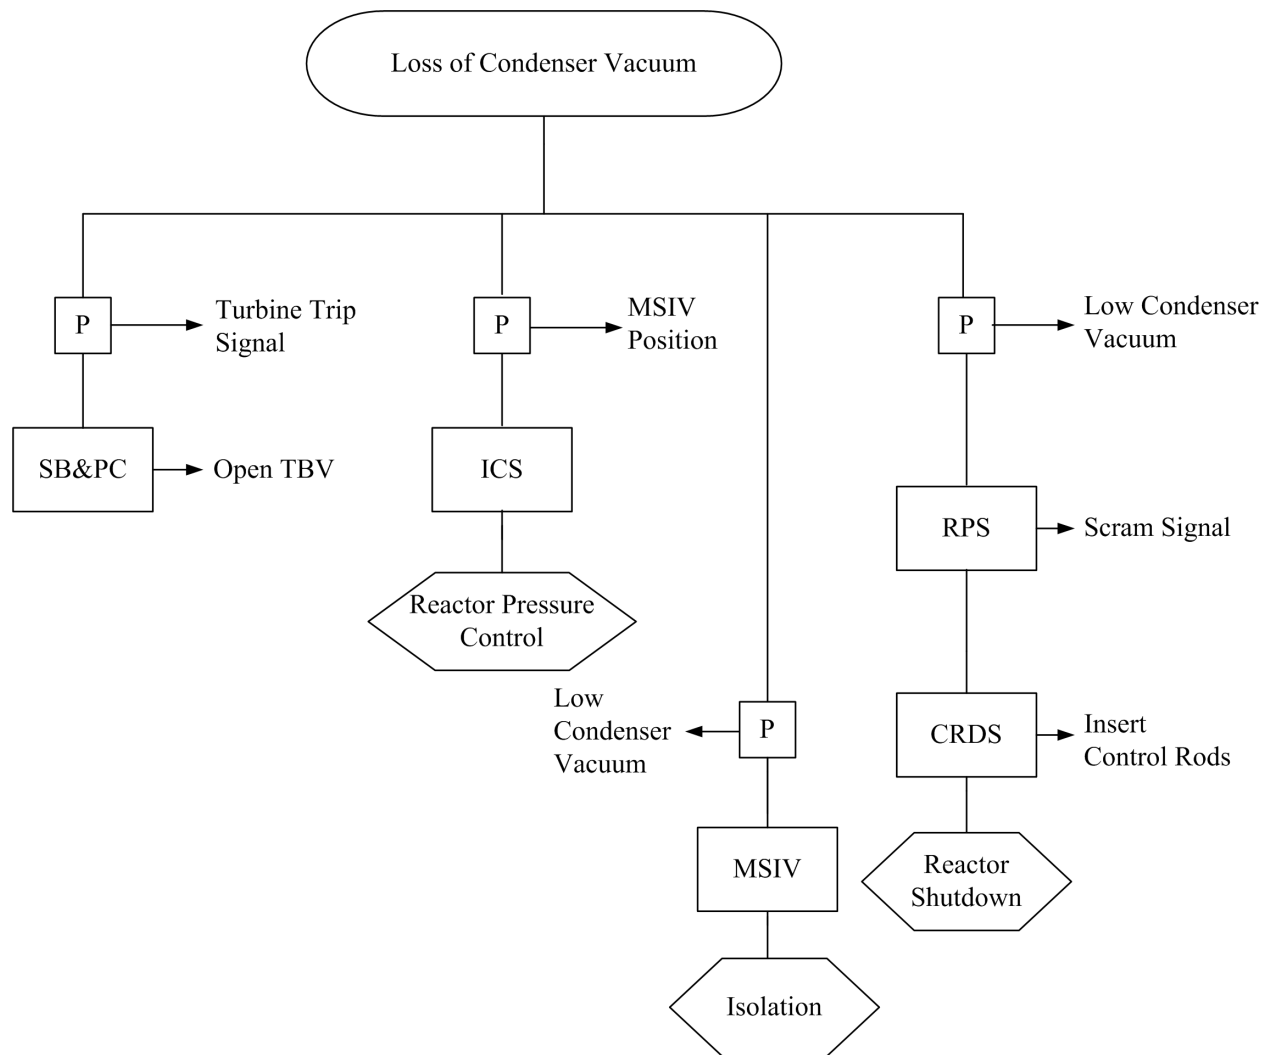 Loss of Condenser Vacuum
P
Turbine Trip
Signal
P
MSIV
Position
P
Low Condenser
Vacuum
SB&PC
Open TBV
ICS
RPS
Scram Signal
Reactor Pressure
Control
Low
Condenser
Vacuum
P
CRDS
Insert
Control Rods
MSIV
Reactor
Shutdown
Isolation